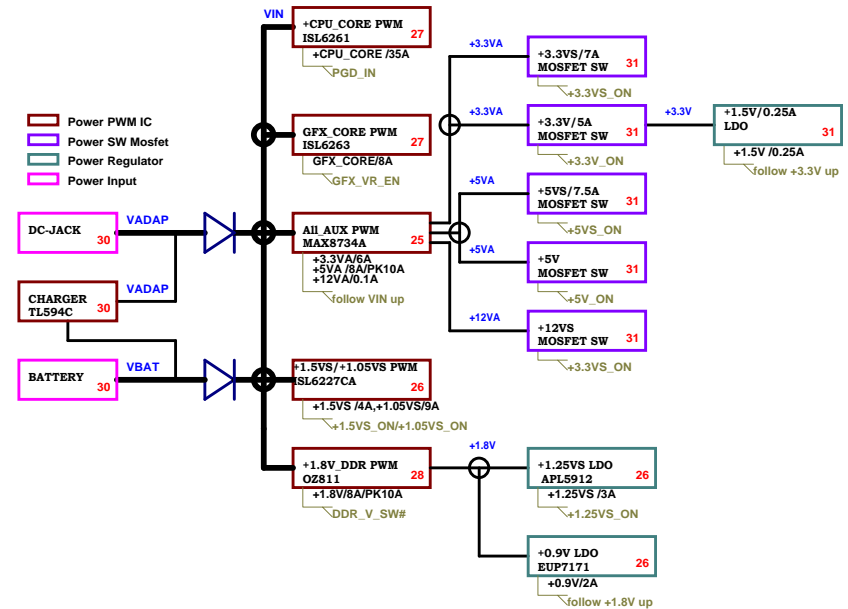 VIN
+CPU_CORE PWM
ISL6261
27
+CPU_CORE /35A
PGD_IN
+3.3VA
+3.3VS/7A
MOSFET SW
31
+3.3VS_ON
Power PWM IC
Power SW Mosfet
Power Regulator
Power Input
GFX_CORE PWM
ISL6263
27
GFX_CORE/8A
GFX_VR_EN
+3.3VA
+3.3V/5A
MOSFET SW
31
+3.3V_ON
+3.3V
+1.5V/0.25A
LDO
31
+1.5V /0.25A
follow +3.3V up
+5VA
+5VS/7.5A
MOSFET SW
31
+5VS_ON
DC-JACK
30
VADAP
All_AUX PWM
MAX8734A
25
+3.3VA/6A
+5VA /8A/PK10A
+12VA/0.1A
follow VIN up
+5VA
+5V
MOSFET SW
31
+5V_ON
CHARGER
TL594C
30
VADAP
+12VA
+12VS
MOSFET SW
31
+3.3VS_ON
BATTERY
30
VBAT
+1.5VS/+1.05VS PWM
ISL6227CA
26
+1.5VS /4A,+1.05VS/9A
+1.5VS_ON/+1.05VS_ON
+1.8V_DDR PWM
OZ811
28
+1.8V/8A/PK10A
DDR_V_SW#
+1.8V
+1.25VS LDO
APL5912
26
+1.25VS /3A
+1.25VS_ON
+0.9V LDO
EUP7171
26
+0.9V/2A
follow +1.8V up